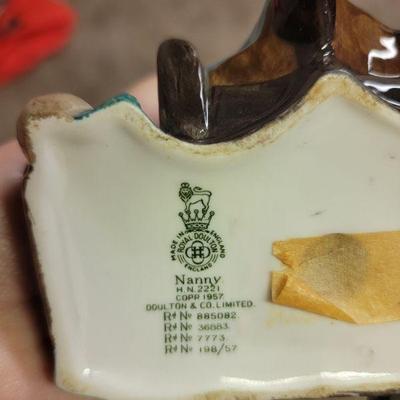 MADE IN ENGLAND
ROYAL DOULTON
ENGLAND
Nanny
H.N. 2221
COPR 1957.
DOULTON & CO. LIMITED.
Rd No 885082.
Rd No 36883.
Rd No 7773.
Rd No 198/57